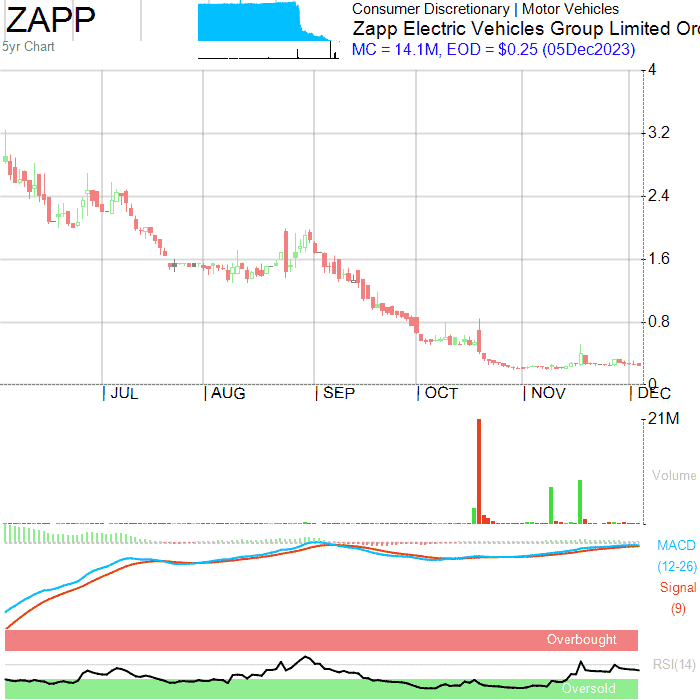 ZAPP
5yr Chart
Consumer Discretionary | Motor Vehicles
Zapp Electric Vehicles Group Limited Ord
MC = 14.1M, EOD = $0.25 (05Dec2023)
4
3.2
2.4
1.6
0.8
0
JUL
AUG
SEP
OCT
NOV
DEC
21M
Volume
MACD
(12-26)
Signal
(9)
Overbought
RSI(14)
Oversold